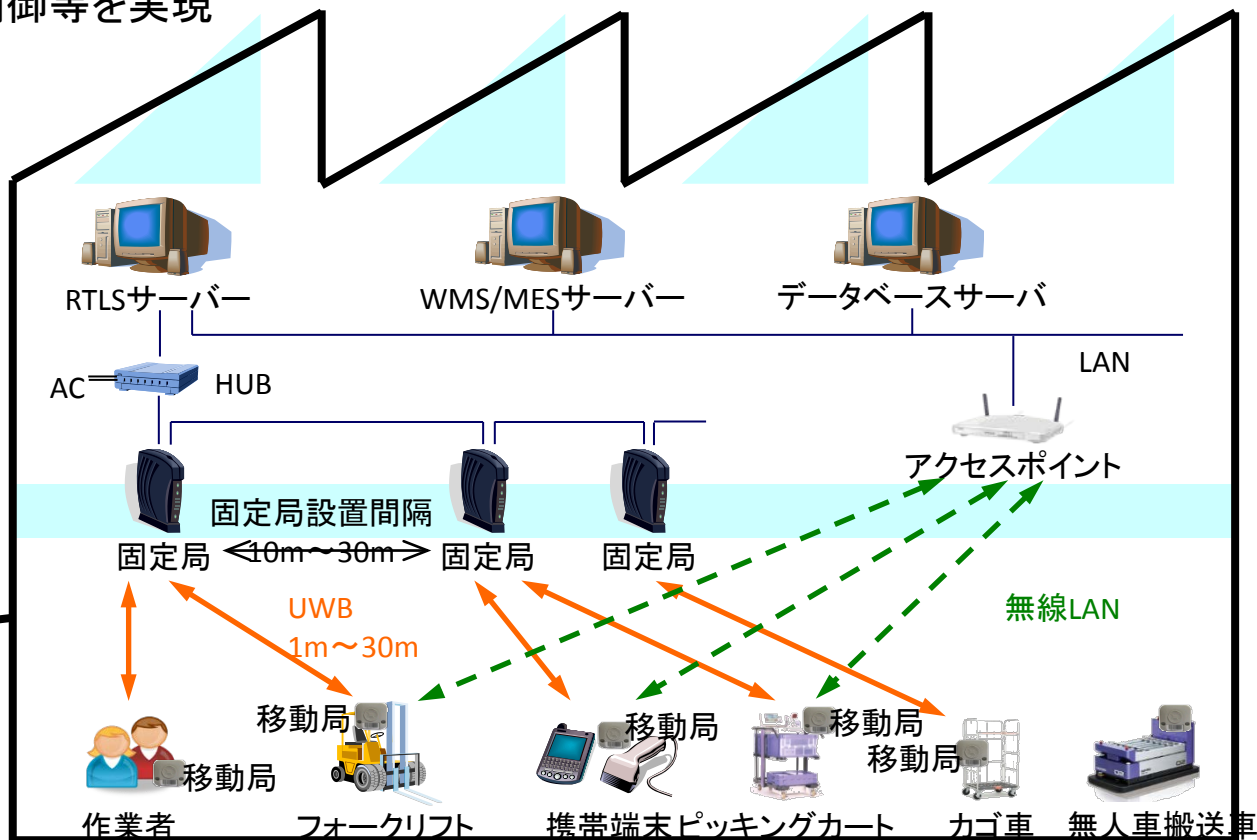 御等を実現
RTLSサーバー
WMS/MESサーバー
データベースサーバ
LAN
AC
HUB
アクセスポイント
固定局設置間隔
10m～30m
固定局
固定局
固定局
UWB
1m～30m
無線LAN
移動局
移動局
移動局
移動局
移動局
作業者
フォークリフト
携帯端末
ピッキングカート
カゴ車
無人車搬送車